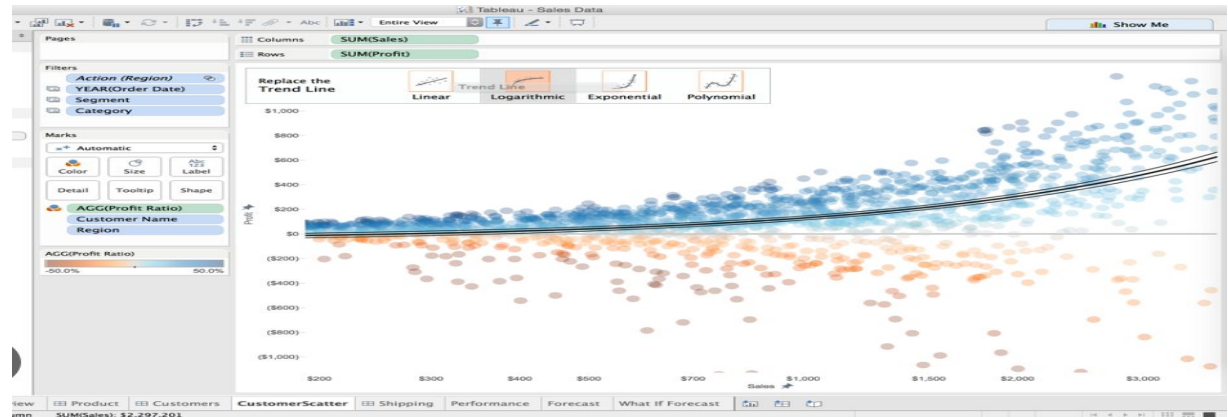 Tableau - Sales Data
Abc Entire View Show Me
Pages
Columns SUM(Sales)
Rows SUM(Profit)
Filters
Action (Region)
YEAR(Order Date)
Segment
Category
Marks
Automatic
Color Size Abc 123 Label
Detail Tooltip Shape
AGG(Profit Ratio)
Customer Name
Region
AGG(Profit Ratio)
-50.0% 50.0%
Replace the
Trend Line
Trend Line
Linear Logarithmic Exponential Polynomial
$1,000
$800
$600
$400
$200
$0
($200)
($400)
($600)
($800)
($1,000)
Profit
$200 $300 $400 $500 $700 $1,000 $1,500 $2,000 $3,000
Sales
Product Customers CustomerScatter Shipping Performance Forecast What If Forecast
SUM(Sales): $2,297,201